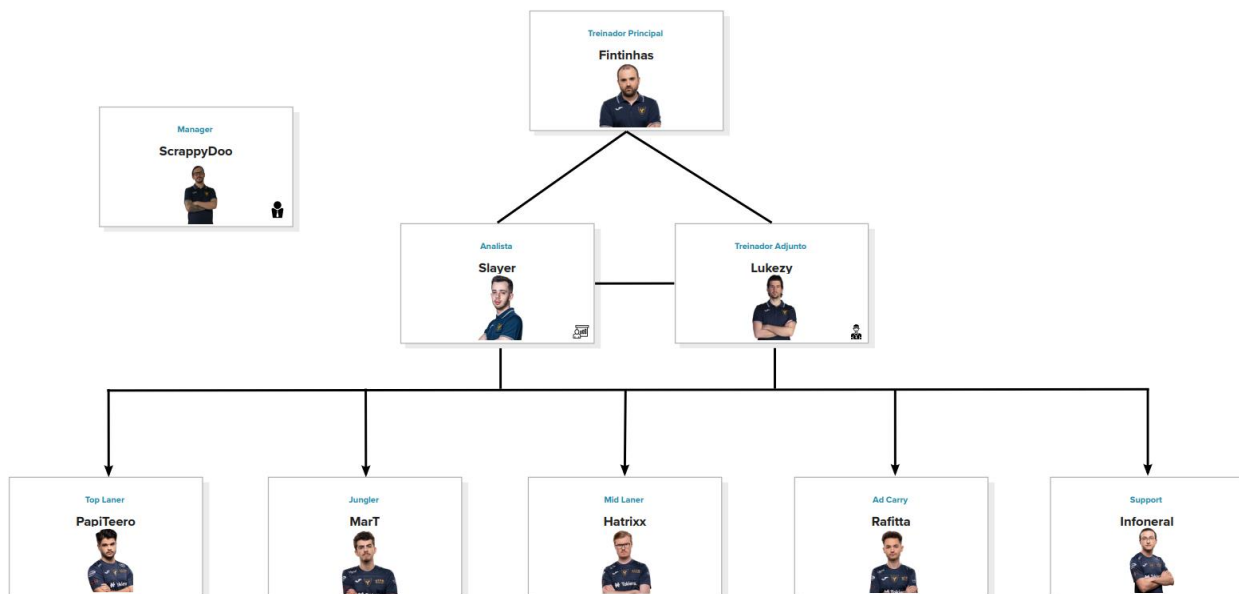 Treinador Principal
Fintinhas
Manager
ScrappyDoo
Analista
Slayer
Treinador Adjunto
Lukezy
Top Laner
PapiTeero
Jungler
MarT
Mid Laner
Hatrixx
Ad Carry
Rafitta
Support
Infoneral